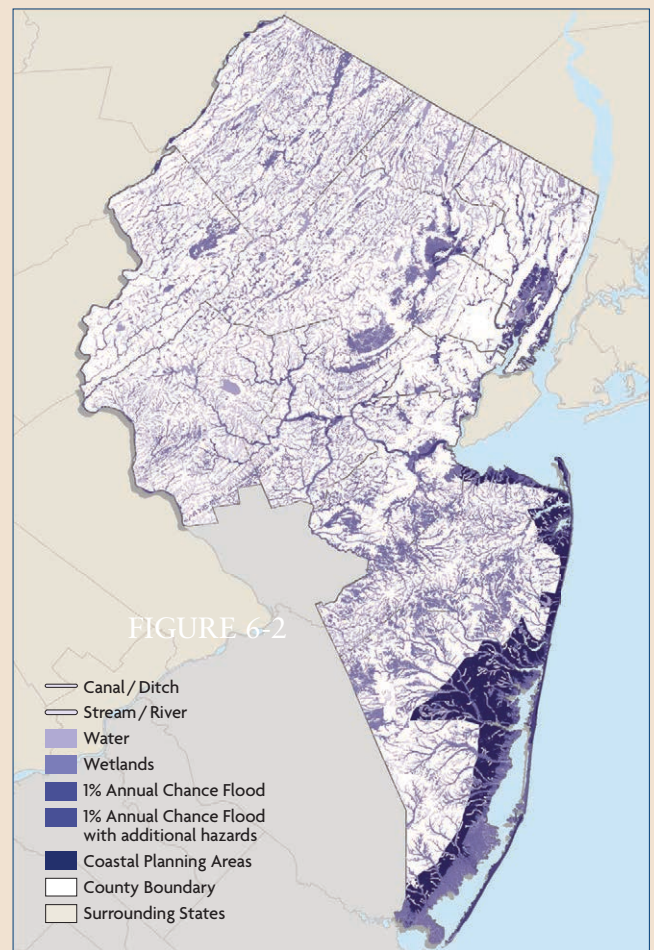 FIGURE 6-2
Canal / Ditch
Stream / River
Water
Wetlands
1% Annual Chance Flood
1% Annual Chance Flood
with additional hazards
Coastal Planning Areas
County Boundary
Surrounding States